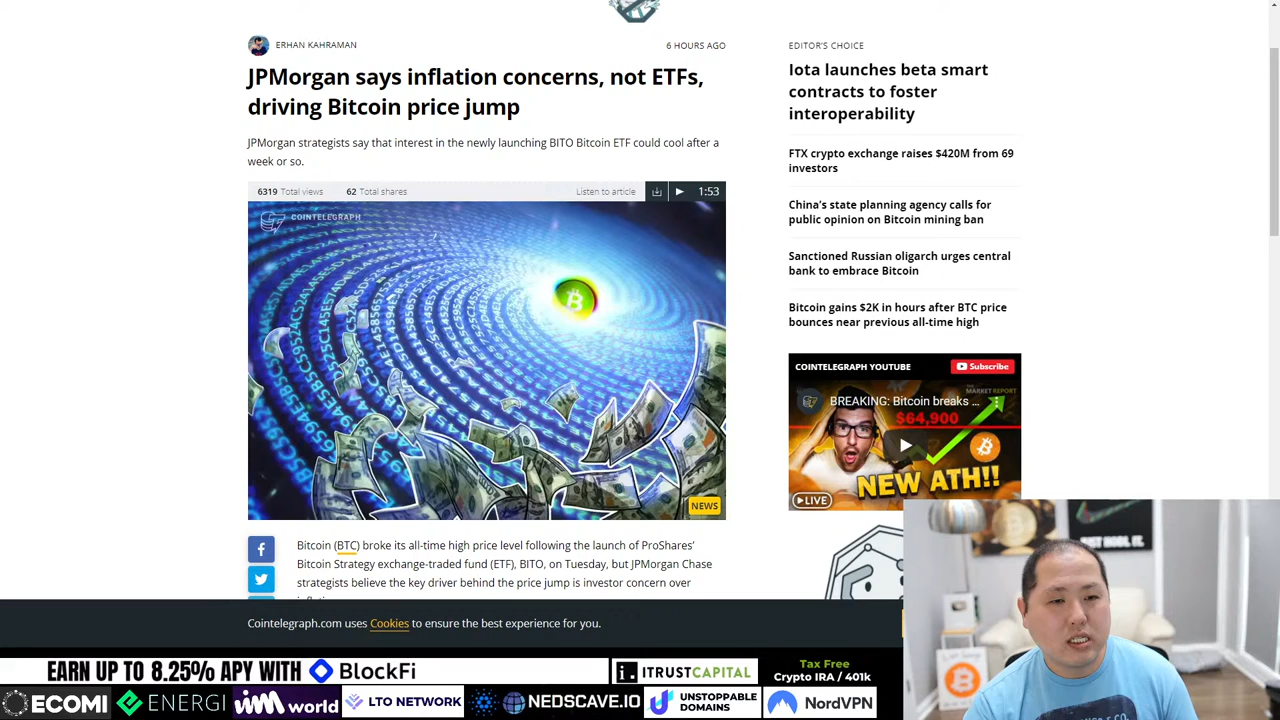 ERHAN KAHRAMAN
6 HOURS AGO
JPMorgan says inflation concerns, not ETFs,
driving Bitcoin price jump
JPMorgan strategists say that interest in the newly launching BITO Bitcoin ETF could cool after a
week or so.
6319 Total views 62 Total shares Listen to article 1:53
COINTELEGRAPH
NEWS
Bitcoin (BTC) broke its all-time high price level following the launch of ProShares'
Bitcoin Strategy exchange-traded fund (ETF), BITO, on Tuesday, but JPMorgan Chase
strategists believe the key driver behind the price jump is investor concern over
EDITOR'S CHOICE
Iota launches beta smart
contracts to foster
interoperability
FTX crypto exchange raises $420M from 69
investors
China's state planning agency calls for
public opinion on Bitcoin mining ban
Sanctioned Russian oligarch urges central
bank to embrace Bitcoin
Bitcoin gains $2K in hours after BTC price
bounces near previous all-time high
COINTELEGRAPH YOUTUBE Subscribe
THE
MARKET REPORT
BREAKING: Bitcoin breaks ...
$64,900
NEW ATH!!
LIVE
JUST DO IT.
Cointelegraph.com uses Cookies to ensure the best experience for you.
EARN UP TO 8.25% APY WITH BlockFi
ITRUSTCAPITAL
Tax Free
Crypto IRA / 401k
ECOMI ENERGI world LTO NETWORK NEDSCAVE.IO UNSTOPPABLE
DOMAINS
NordVPN